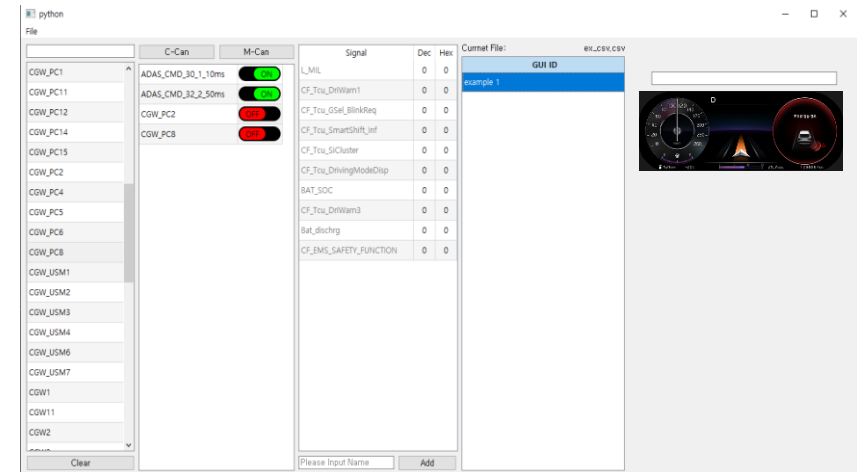 python
File
C-Can M-Can
Signal Dec Hex
Currnet File: ex_csv,csv
GUI ID
example 1
CGW_PC1
CGW_PC11
CGW_PC12
CGW_PC14
CGW_PC15
CGW_PC2
CGW_PC4
CGW_PC5
CGW_PC6
CGW_PC8
CGW_USM1
CGW_USM2
CGW_USM3
CGW_USM4
CGW_USM6
CGW_USM7
CGW1
CGW11
CGW2
Clear
ADAS_CMD_30_1_10ms ON
ADAS_CMD_32_2_50ms ON
CGW_PC2 OFF
CGW_PC8 OFF
L_MIL 0 0
CF_Tcu_DriWarn1 0 0
CF_Tcu_GSel_BlinkReq 0 0
CF_Tcu_SmartShift_Inf 0 0
CF_Tcu_SiCluster 0 0
CF_Tcu_DrivingModeDisp 0 0
BAT_SOC 0 0
CF_Tcu_DriWarn3 0 0
Bat_dischrg 0 0
CF_EMS_SAFETY_FUNCTION 0 0
Please Input Name Add
D